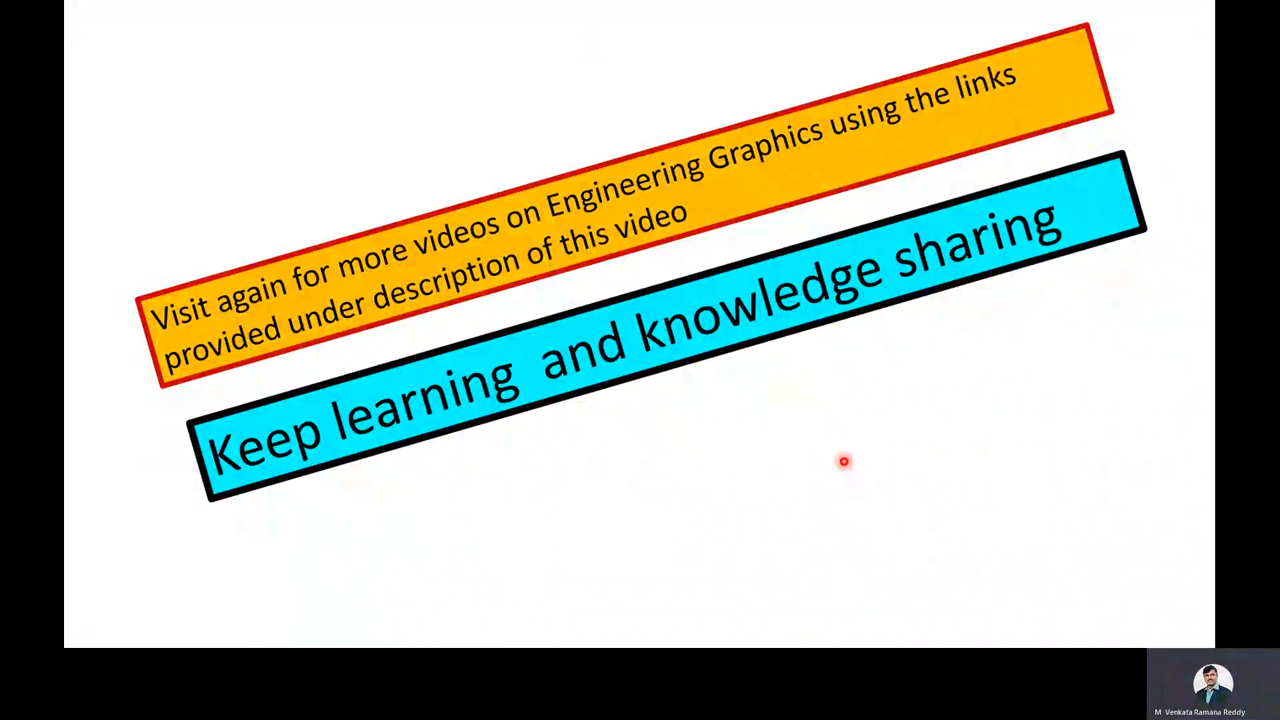 Visit again for more videos on Engineering Graphics using the links
provided under description of this video
Keep learning  and knowledge sharing
M Venkata Ramana Reddy